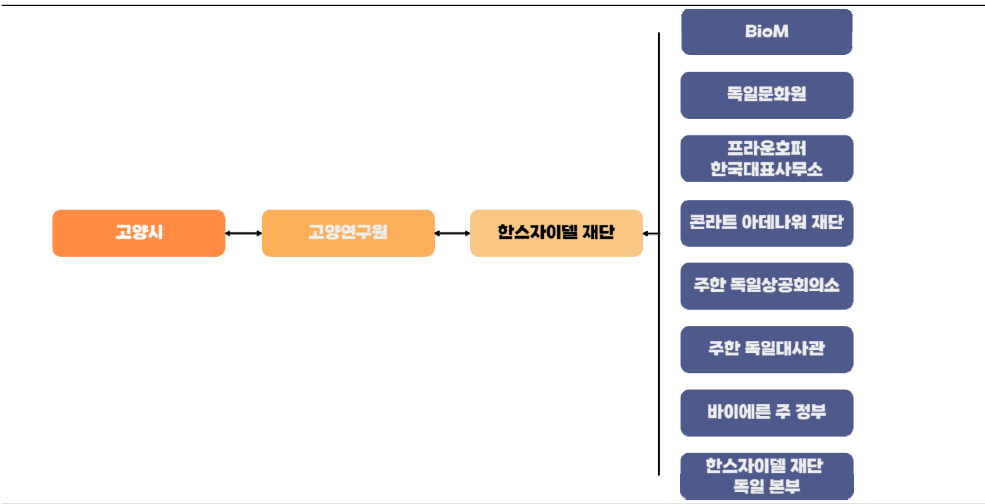 BioM
독일문화원
프라운호퍼
한국대표사무소
고양시
고양연구원
한스자이델 재단
콘라트 아데나워 재단
주한 독일상공회의소
주한 독일대사관
바이에른 주 정부
한스자이델 재단
독일 본부